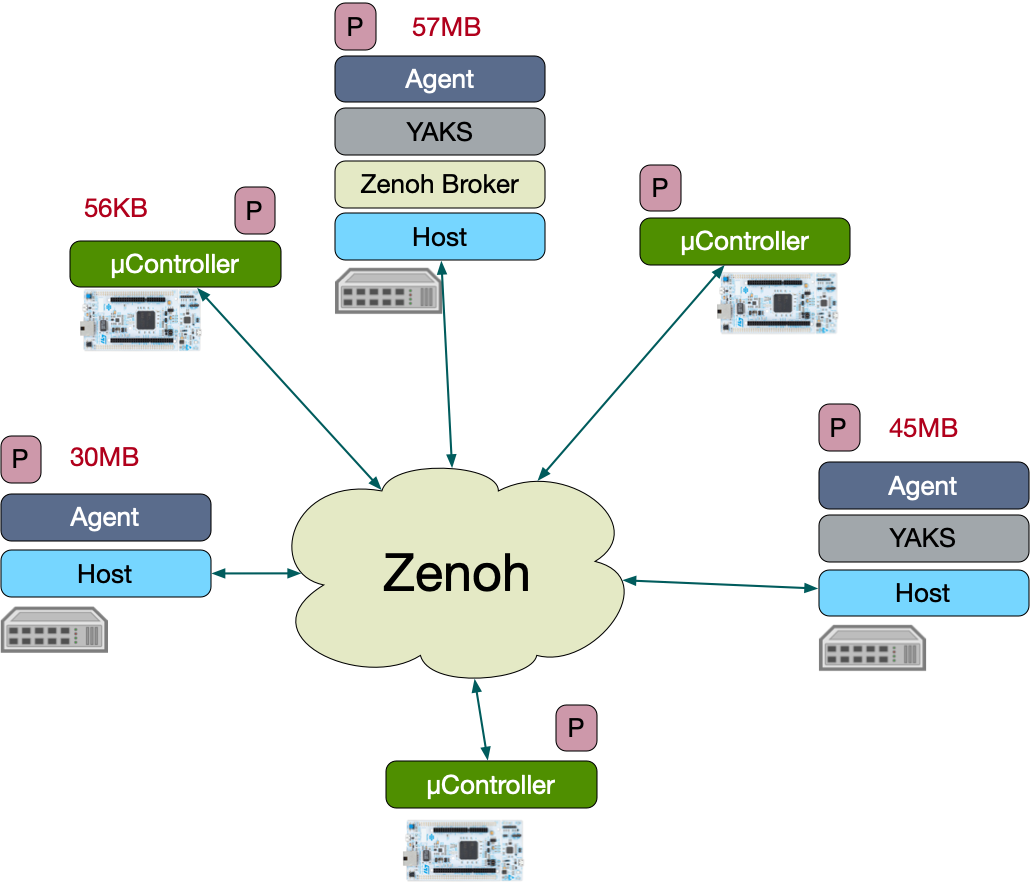 P
57MB
Agent
YAKS
Zenoh Broker
Host
56KB
P
µController
P
µController
P
30MB
Agent
Host
P
45MB
Agent
YAKS
Host
Zenoh
P
µController